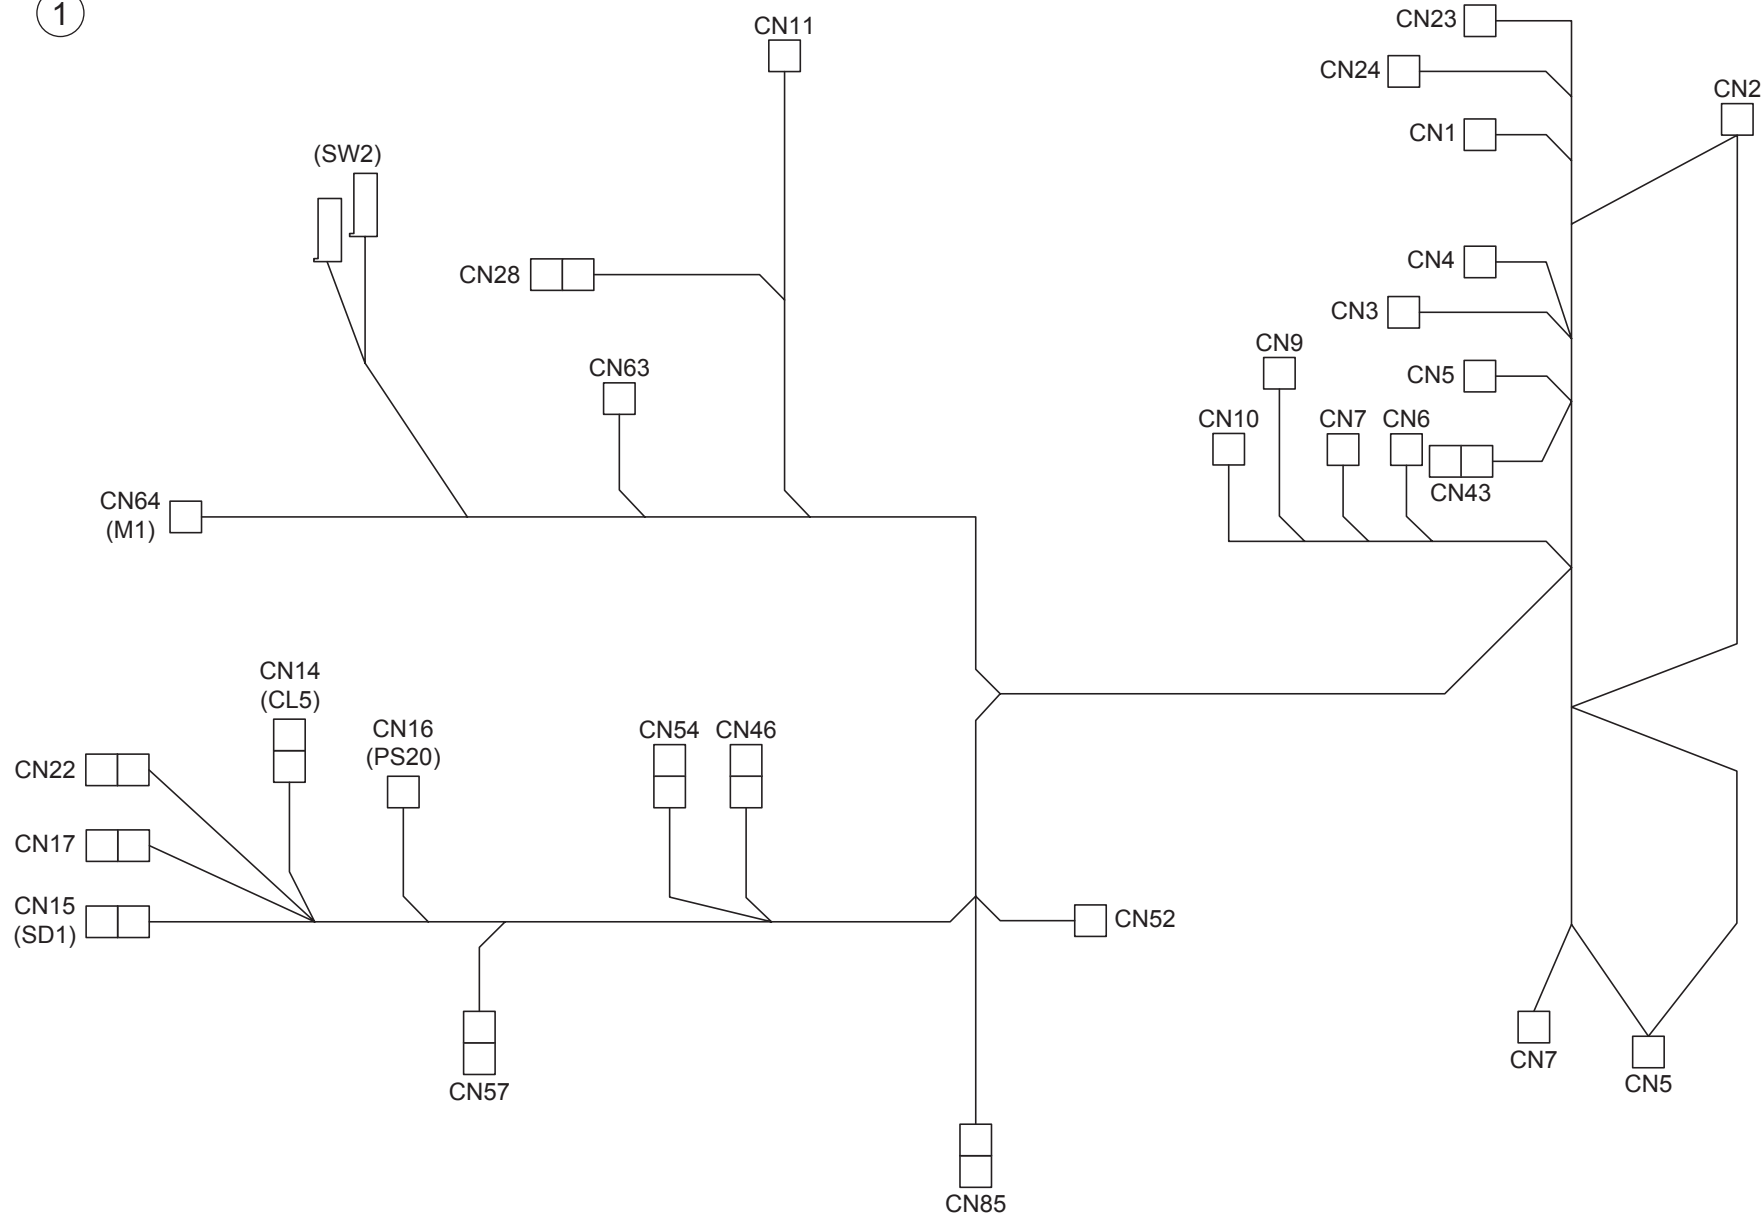 1
CN11
CN23
CN24
CN2
CN1
(SW2)
CN28
CN4
CN3
CN9
CN63
CN5
CN10
CN7
CN6
CN43
CN64
(M1)
CN14
(CL5)
CN16
(PS20)
CN54
CN46
CN22
CN17
CN15
(SD1)
CN52
CN57
CN7
CN5
CN85